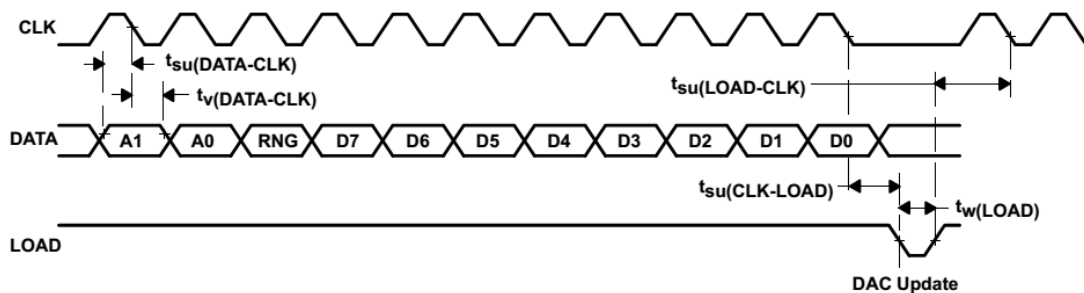 CLK
tsu(DATA-CLK)
tsu(LOAD-CLK)
tv(DATA-CLK)
DATA
A1 A0 RNG D7 D6 D5 D4 D3 D2 D1 D0
tsu(CLK-LOAD)
tw(LOAD)
LOAD
DAC Update